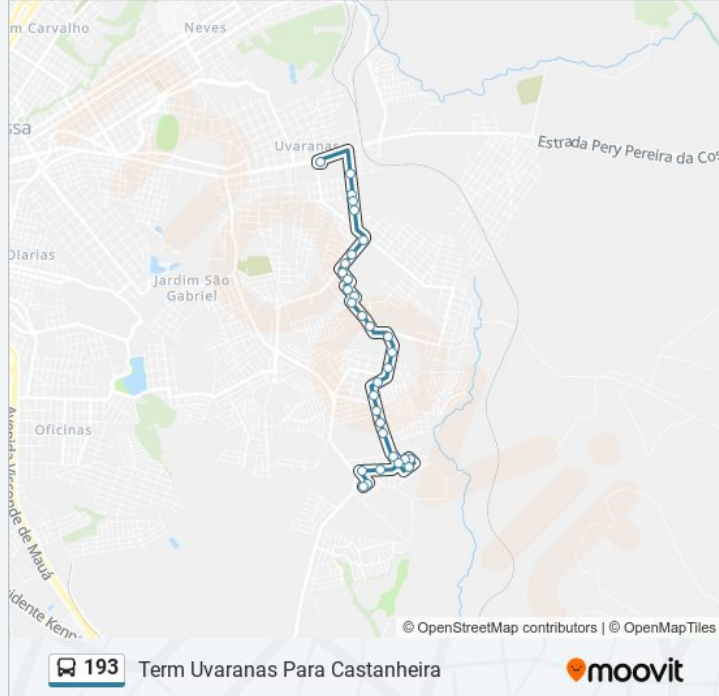 m Carvalho
Neves
ssa
Uvaranas
Estrada Pery Pereira da Cos
Olarias
Jardim São
Gabriel
Oficinas
Avenida Visconde de Mauá
idente Kenn
© OpenStreetMap contributors | © OpenMapTiles
193 Term Uvaranas Para Castanheira
moovit